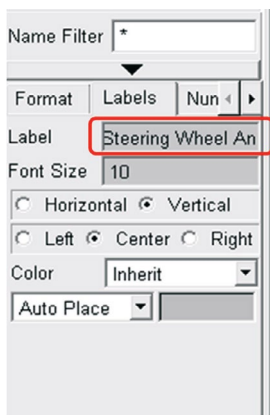 Name Filter *
Format Labels Nun
Label Steering Wheel An
Font Size 10
Horizontal Vertical
Left Center Right
Color Inherit
Auto Place